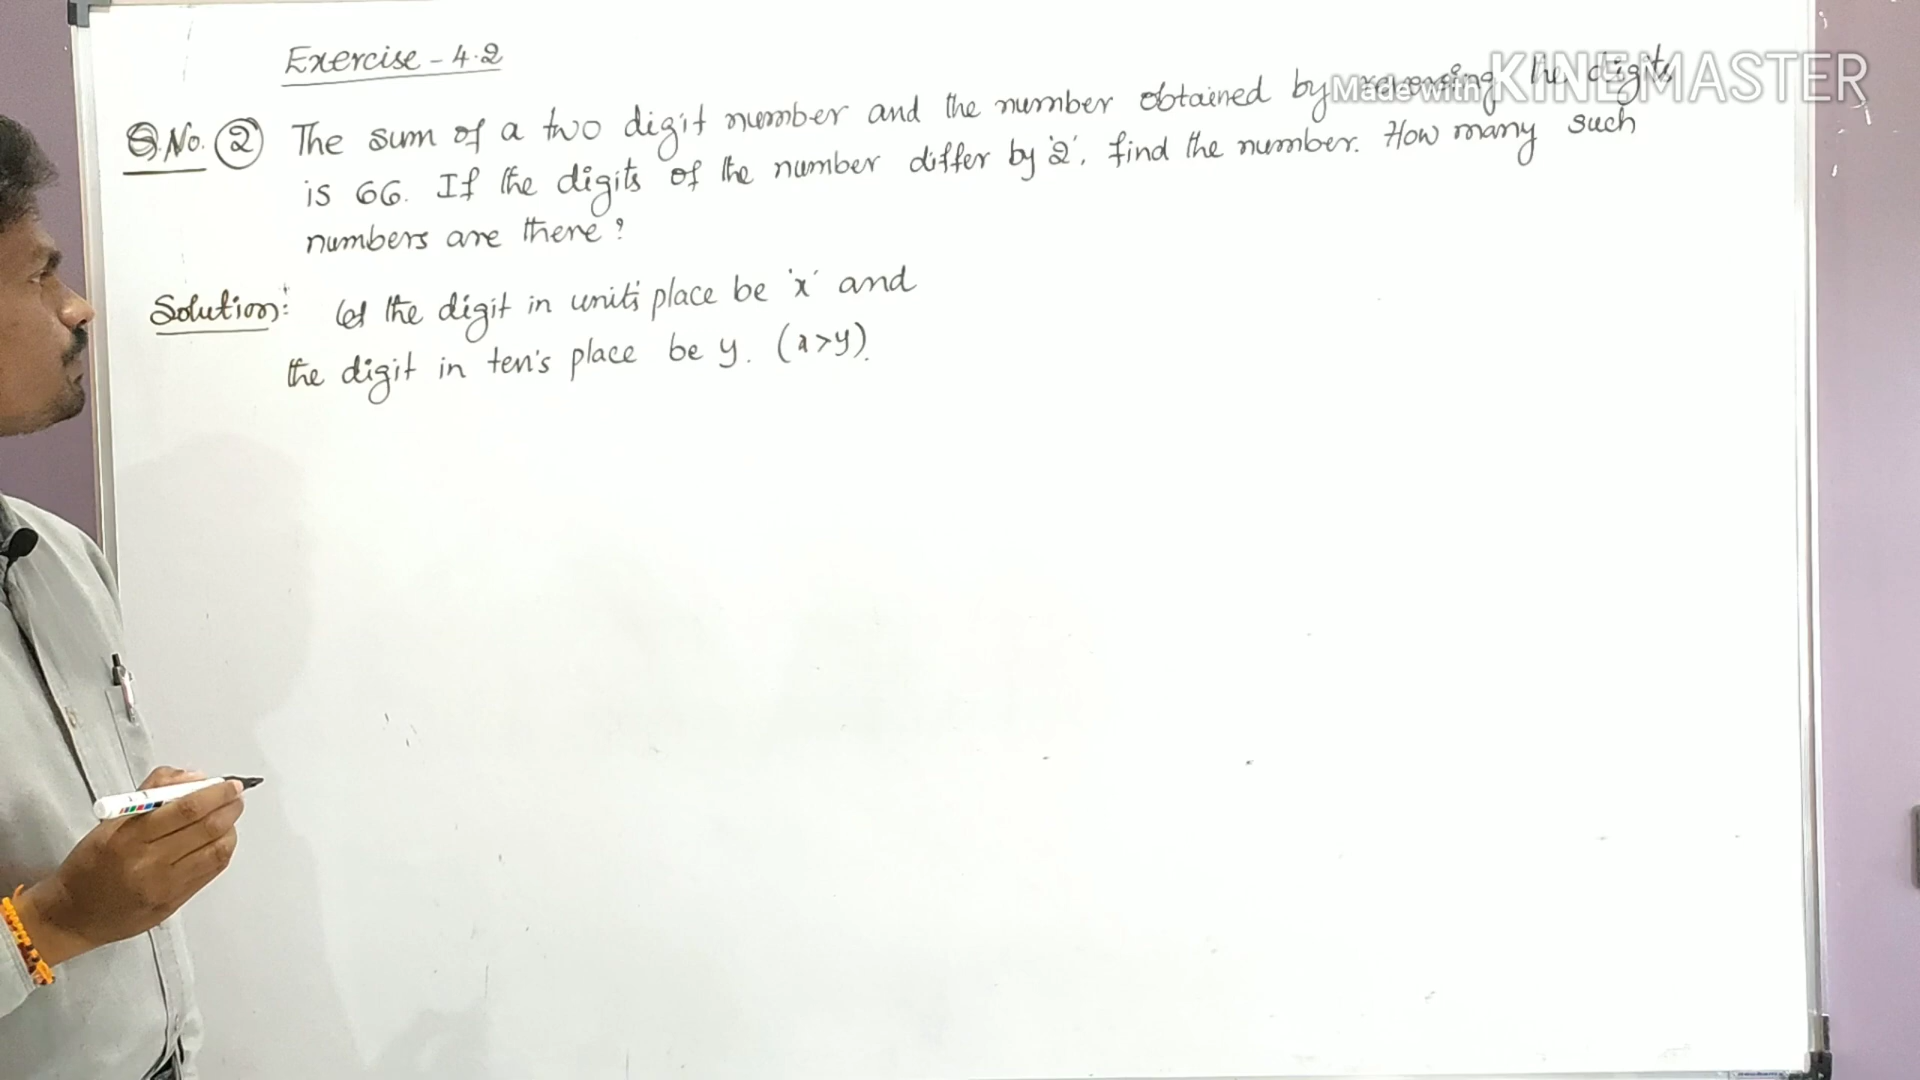 Exercise - 4.2
Made with KINEMASTER
Q.No. 2 The sum of a two digit number and the number obtained by reversing the digits
is 66. If the digits of the number differ by '2'. find the number. How many such
numbers are there?
Solution: let the digit in unit's place be 'x' and
the digit in ten's place be y. (x>y).